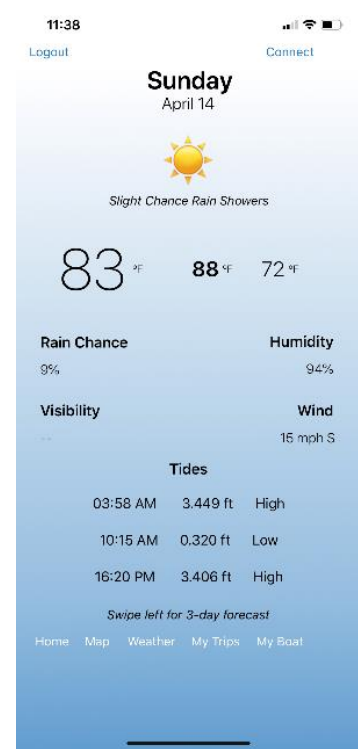 11:38
Logout Connect
Sunday
April 14
Slight Chance Rain Showers
83 °F 88 °F 72 °F
Rain Chance Humidity
9% 94%
Visibility Wind
-- 15 mph S
Tides
03:58 AM 3.449 ft High
10:15 AM 0.320 ft Low
16:20 PM 3.406 ft High
Swipe left for 3-day forecast
Home Map Weather My Trips My Boat